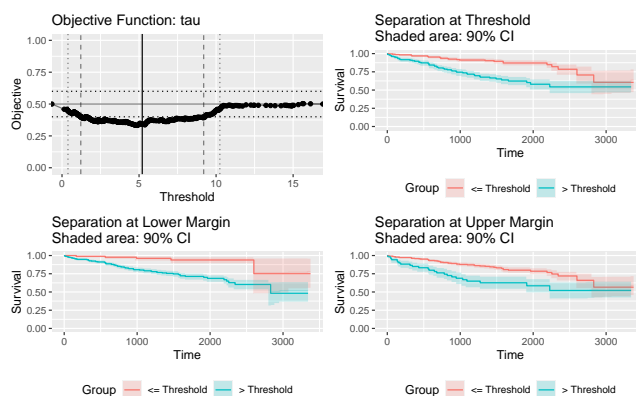 Objective Function: tau
1.00
0.75
0.50
0.25
0.00
Objective
0
5
10
15
Threshold
Separation at Threshold
Shaded area: 90% CI
1.00
0.75
0.50
0.25
0.00
Survival
0
1000
2000
3000
Time
Group
<= Threshold
> Threshold
Separation at Lower Margin
Shaded area: 90% CI
1.00
0.75
0.50
0.25
0.00
Survival
0
1000
2000
3000
Time
Group
<= Threshold
> Threshold
Separation at Upper Margin
Shaded area: 90% CI
1.00
0.75
0.50
0.25
0.00
Survival
0
1000
2000
3000
Time
Group
<= Threshold
> Threshold